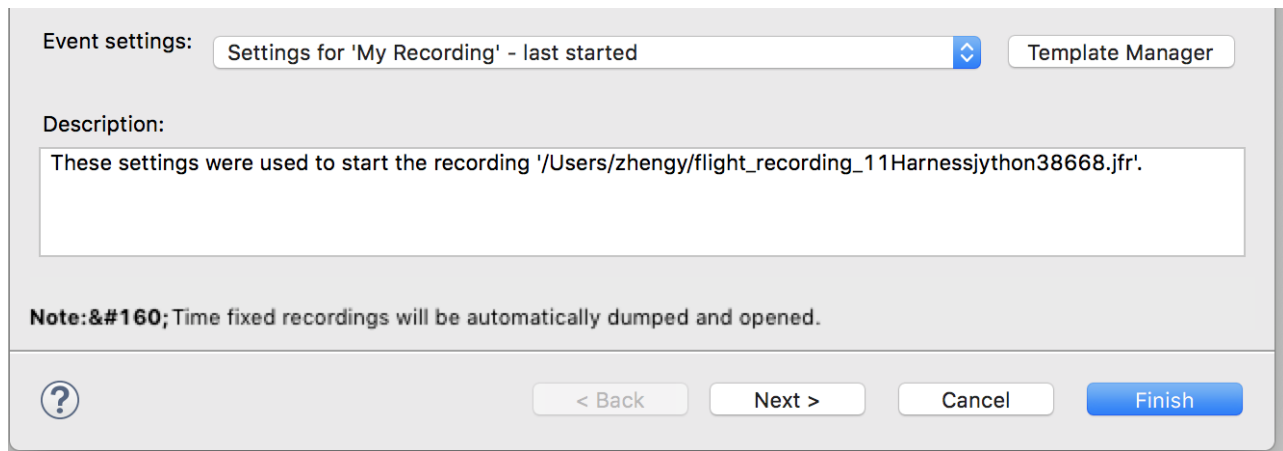 Event settings: Settings for 'My Recording' - last started Template Manager
Description:
These settings were used to start the recording '/Users/zhengy/flight_recording_11Harnessjython38668.jfr'.
Note:&#160;Time fixed recordings will be automatically dumped and opened.
? < Back Next > Cancel Finish